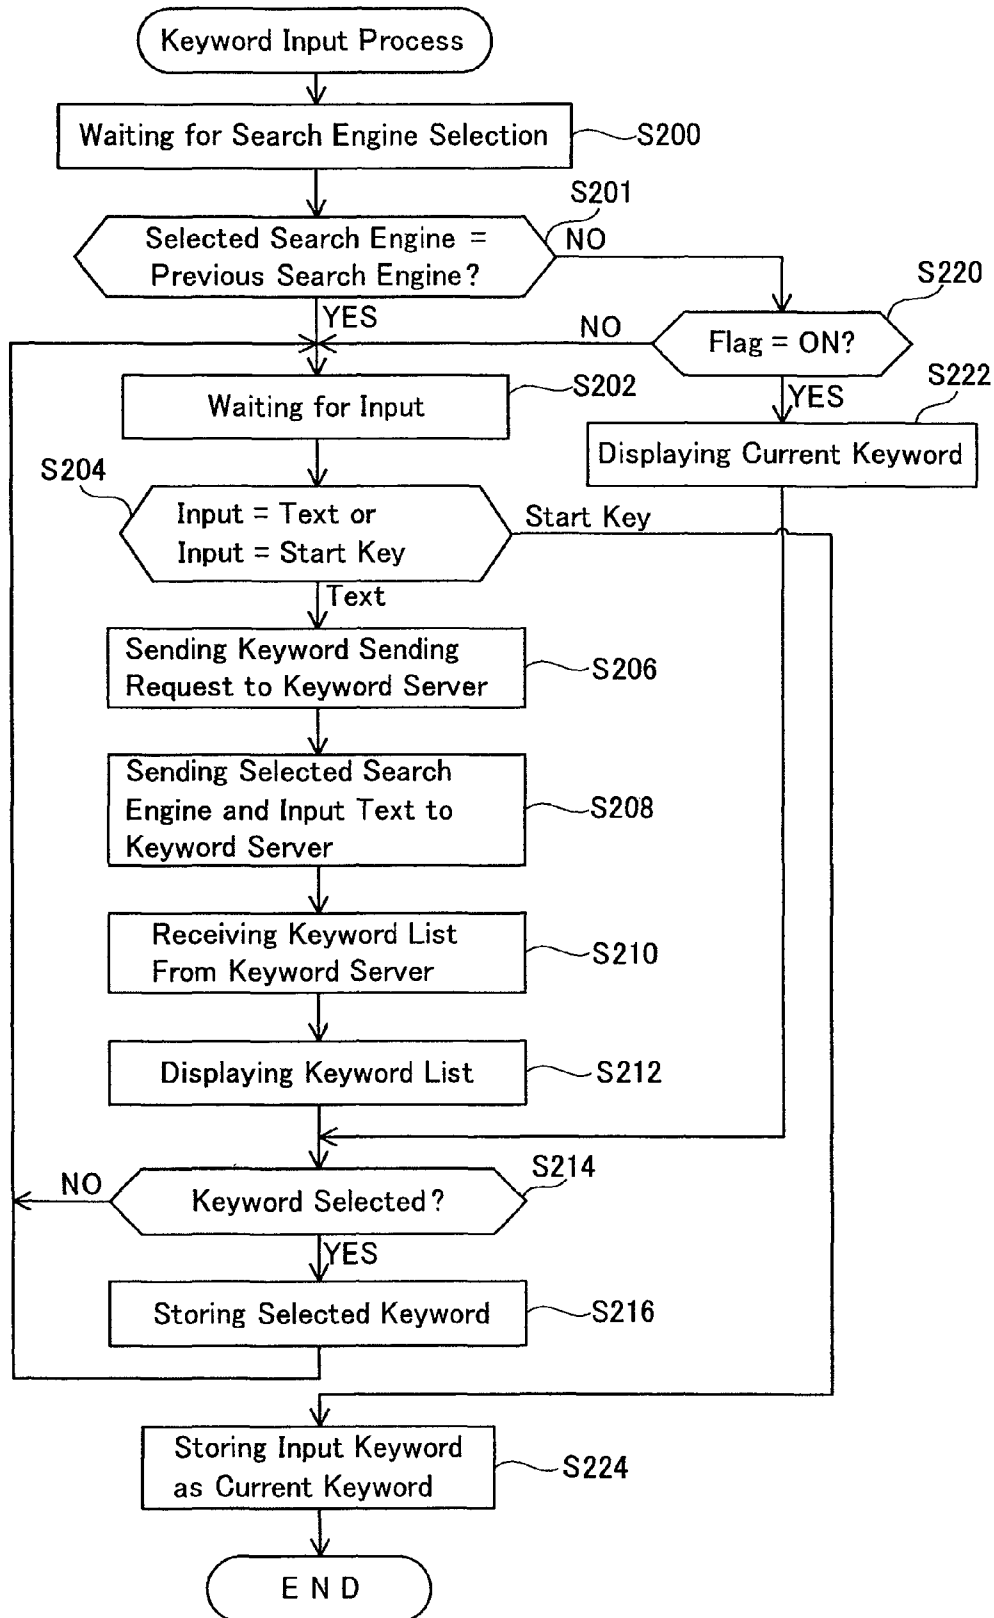 Keyword Input Process
Waiting for Search Engine Selection
S200
S201
Selected Search Engine =
Previous Search Engine?
NO
YES
S220
Flag = ON?
NO
YES
S222
Displaying Current Keyword
S202
Waiting for Input
S204
Input = Text or
Input = Start Key
Start Key
Text
Sending Keyword Sending
Request to Keyword Server
S206
Sending Selected Search
Engine and Input Text to
Keyword Server
S208
Receiving Keyword List
From Keyword Server
S210
Displaying Keyword List
S212
S214
Keyword Selected?
NO
YES
Storing Selected Keyword
S216
Storing Input Keyword
as Current Keyword
S224
END